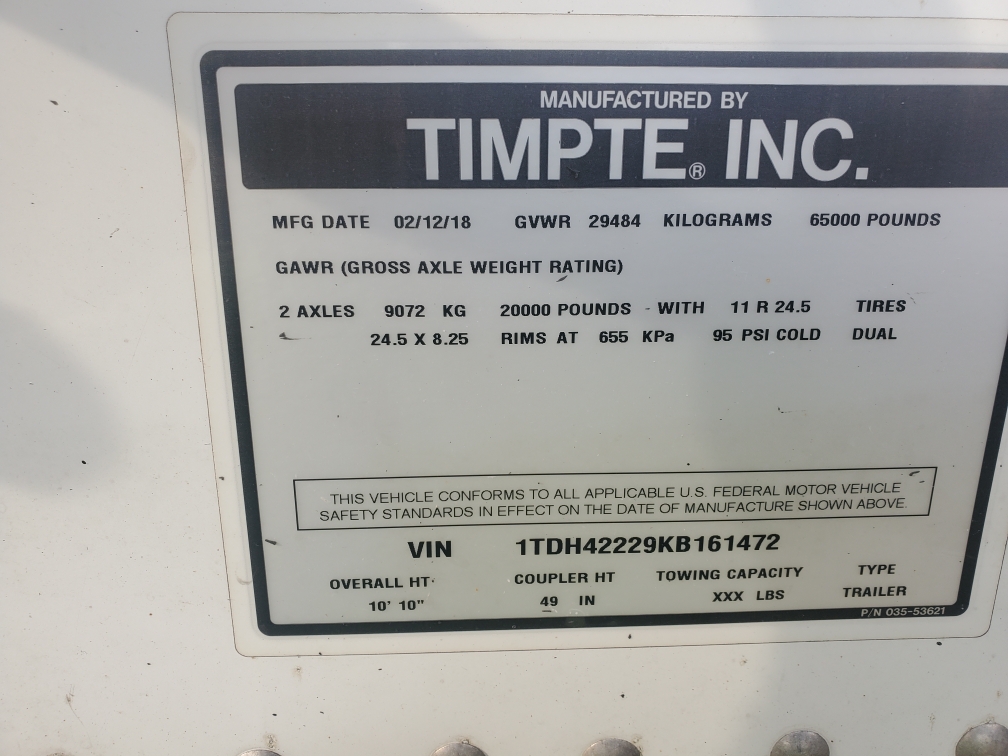 MANUFACTURED BY
TIMPTE® INC.
MFG DATE 02/12/18 GVWR 29484 KILOGRAMS 65000 POUNDS
GAWR (GROSS AXLE WEIGHT RATING)
2 AXLES 9072 KG 20000 POUNDS - WITH 11 R 24.5 TIRES
24.5 X 8.25 RIMS AT 655 KPa 95 PSI COLD DUAL
THIS VEHICLE CONFORMS TO ALL APPLICABLE U.S. FEDERAL MOTOR VEHICLE
SAFETY STANDARDS IN EFFECT ON THE DATE OF MANUFACTURE SHOWN ABOVE.
VIN 1TDH42229KB161472
OVERALL HT. COUPLER HT TOWING CAPACITY TYPE
10' 10" 49 IN XXX LBS TRAILER
P/N 035-53621